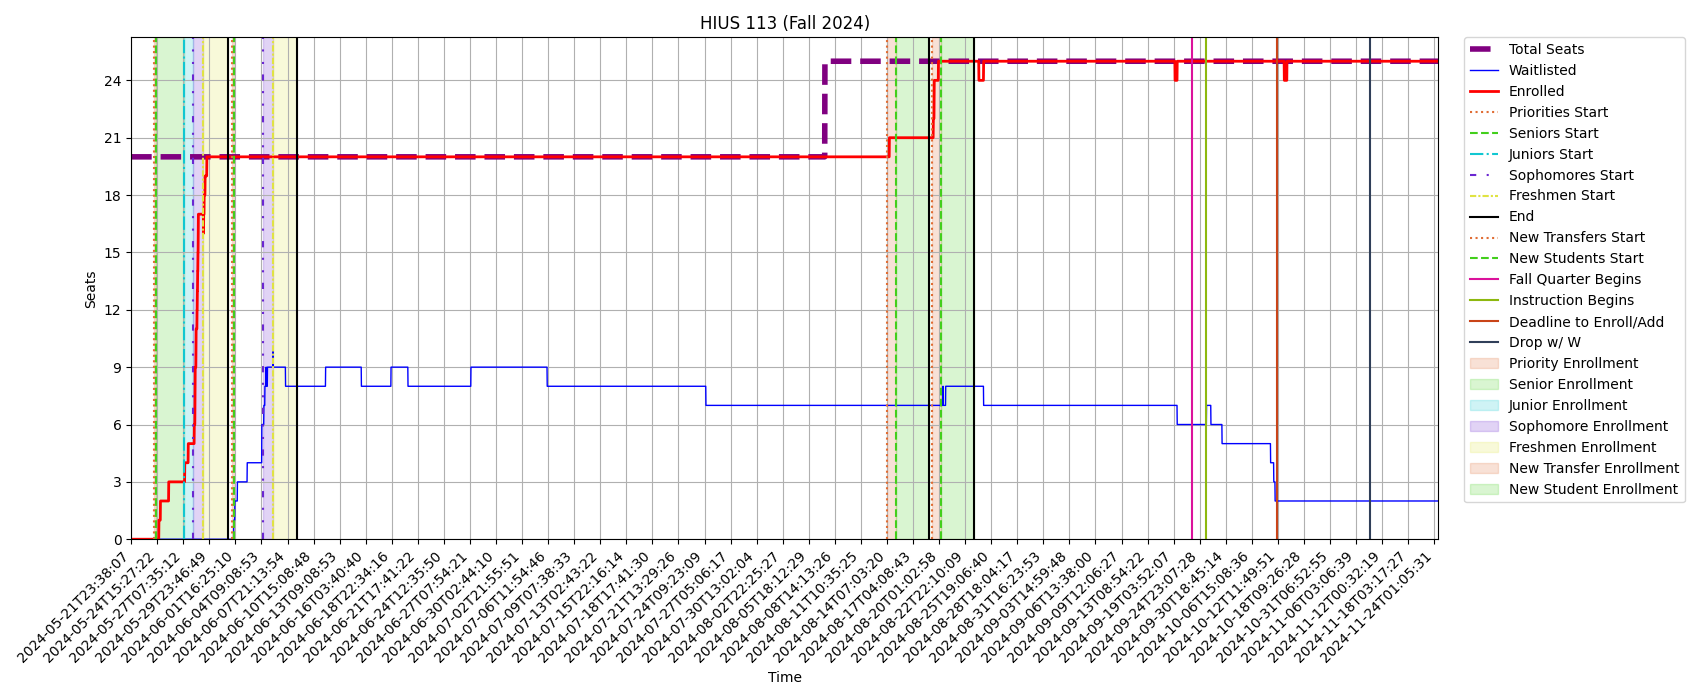 HIUS 113 (Fall 2024)
Seats
24
21
18
15
12
9
6
3
0
2024-05-21T23:38:07
2024-05-24T15:27:22
2024-05-27T07:35:12
2024-05-29T23:46:49
2024-06-01T16:25:10
2024-06-04T09:08:53
2024-06-07T21:13:54
2024-06-10T15:08:48
2024-06-13T09:08:53
2024-06-16T03:40:40
2024-06-18T22:34:16
2024-06-21T17:41:22
2024-06-24T12:35:50
2024-06-27T07:54:21
2024-06-30T02:44:10
2024-07-02T21:55:51
2024-07-06T11:54:46
2024-07-09T07:38:33
2024-07-13T02:43:22
2024-07-15T22:16:14
2024-07-18T17:41:30
2024-07-21T13:29:26
2024-07-24T09:23:09
2024-07-27T05:06:17
2024-07-30T13:02:04
2024-08-02T22:25:27
2024-08-05T18:12:29
2024-08-08T14:13:26
2024-08-11T10:35:25
2024-08-14T07:03:20
2024-08-17T04:08:43
2024-08-20T01:02:58
2024-08-22T22:10:09
2024-08-25T19:06:40
2024-08-28T18:04:17
2024-08-31T16:23:53
2024-09-03T14:59:48
2024-09-06T13:38:00
2024-09-09T12:06:27
2024-09-13T08:54:22
2024-09-19T03:52:07
2024-09-24T23:07:28
2024-09-30T18:45:14
2024-10-06T15:08:36
2024-10-12T11:49:51
2024-10-18T09:26:28
2024-10-31T06:52:55
2024-11-06T03:06:39
2024-11-12T00:32:19
2024-11-18T03:17:27
2024-11-24T01:05:31
Time
Total Seats
Waitlisted
Enrolled
Priorities Start
Seniors Start
Juniors Start
Sophomores Start
Freshmen Start
End
New Transfers Start
New Students Start
Fall Quarter Begins
Instruction Begins
Deadline to Enroll/Add
Drop w/ W
Priority Enrollment
Senior Enrollment
Junior Enrollment
Sophomore Enrollment
Freshmen Enrollment
New Transfer Enrollment
New Student Enrollment